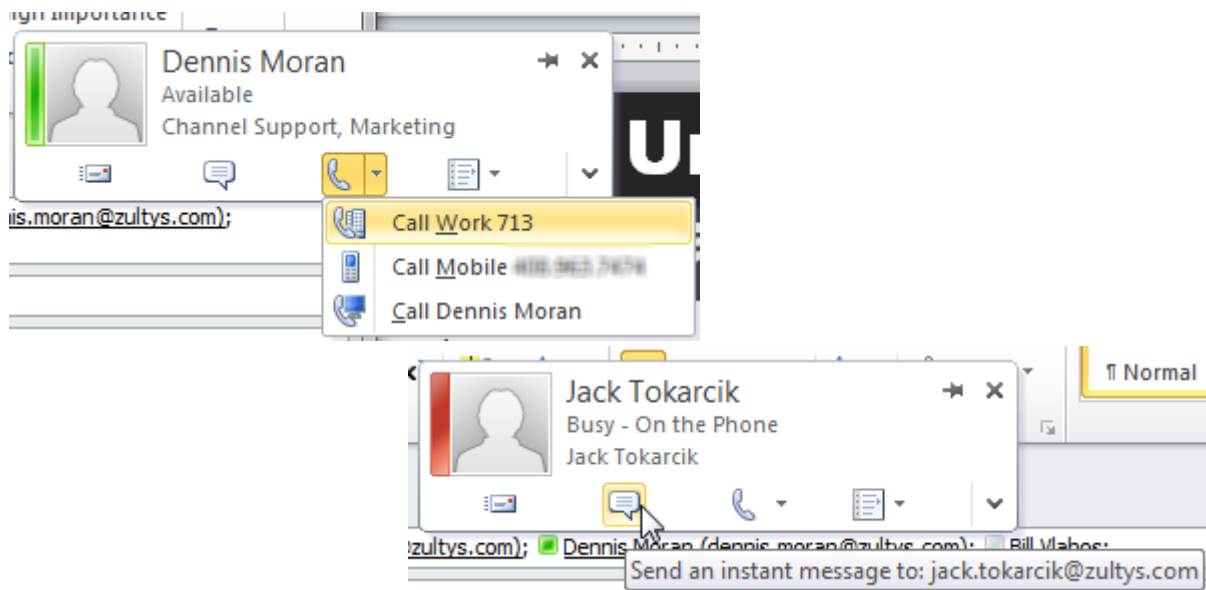 Importance
Dennis Moran
Available
Channel Support, Marketing
Un
is.moran@zultys.com);
Call Work 713
Call Mobile
Call Dennis Moran
Jack Tokarcik
¶ Normal
Busy - On the Phone
Jack Tokarcik
zultys.com); Dennis Moran (dennis.moran@zultys.com); Bill Vlahos;
Send an instant message to: jack.tokarcik@zultys.com